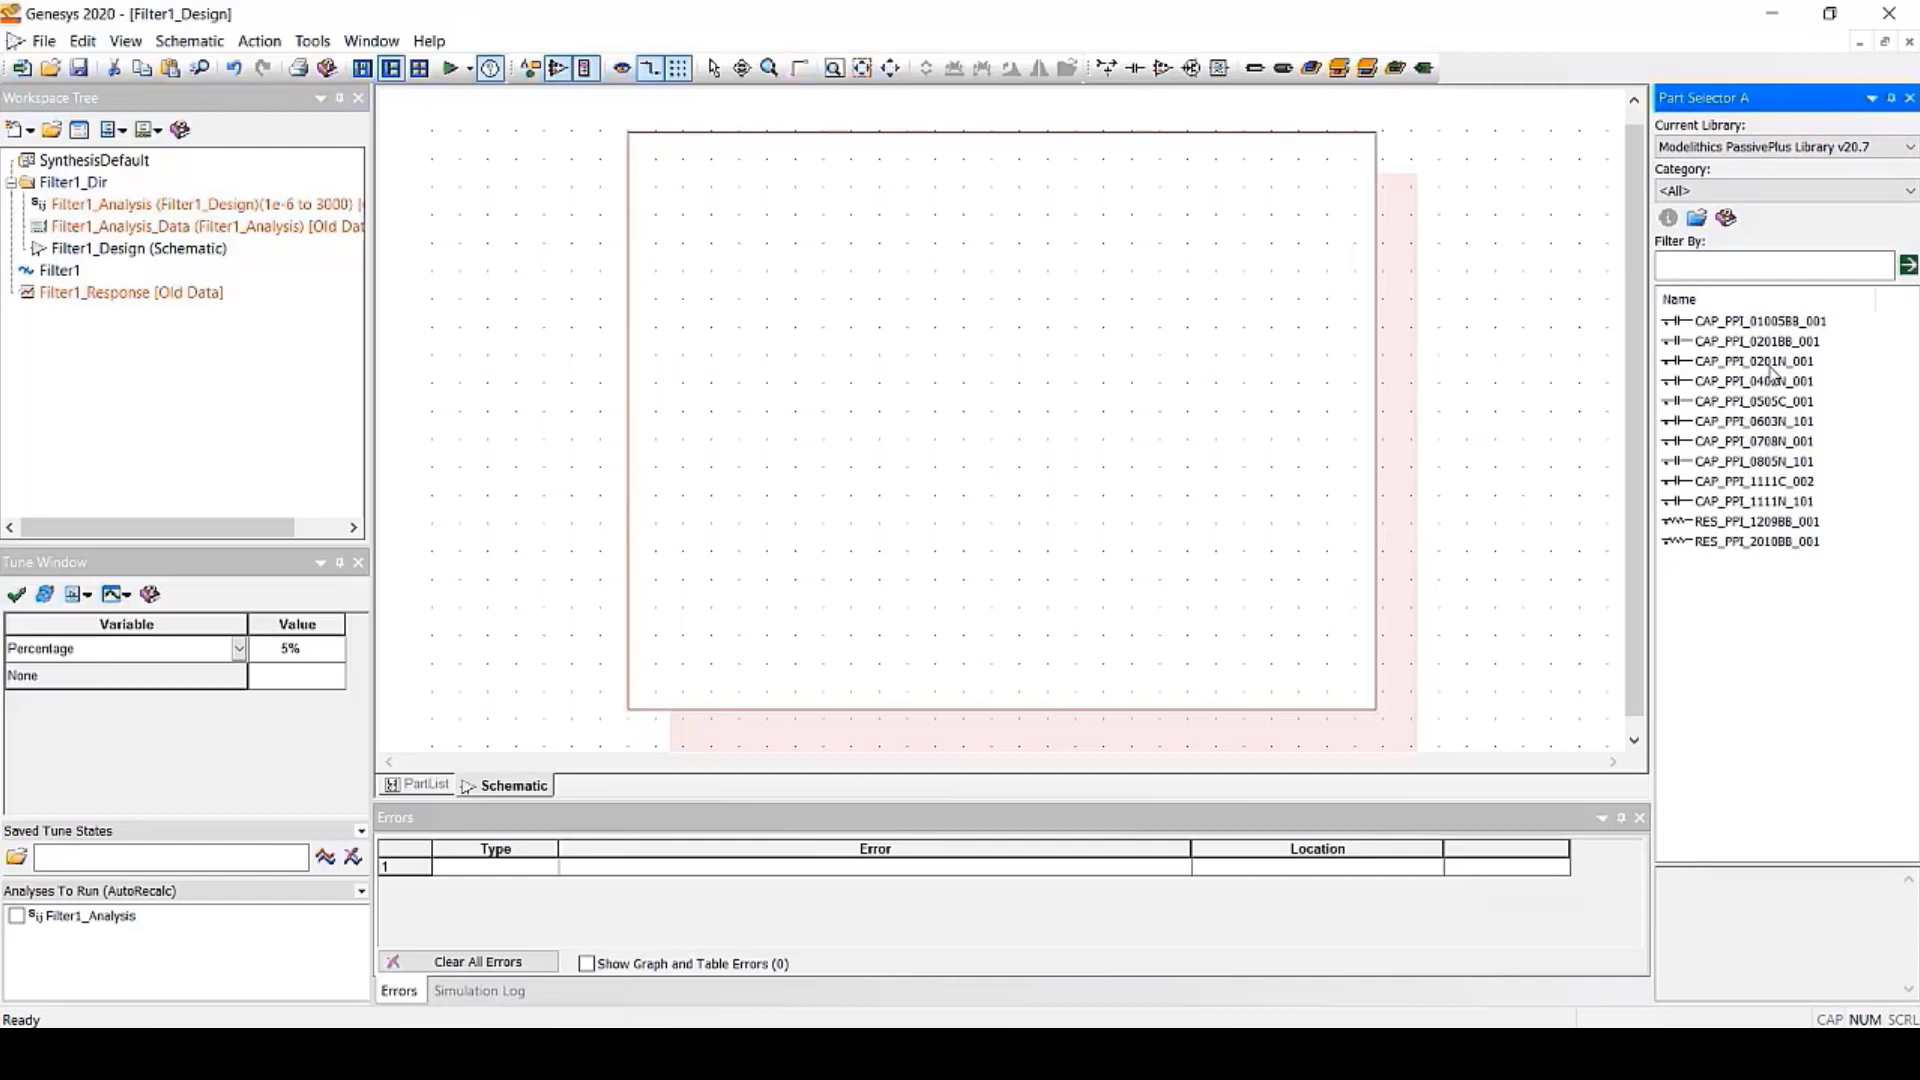 Genesys 2020 - [Filter1_Design]
File Edit View Schematic Action Tools Window Help
Workspace Tree
SynthesisDefault
Filter1_Dir
Filter1_Analysis (Filter1_Design)(1e-6 to 3000)
Filter1_Analysis_Data (Filter1_Analysis) [Old Dat
Filter1_Design (Schematic)
Filter1
Filter1_Response [Old Data]
Tune Window
Variable Value
Percentage 5%
None
Saved Tune States
Analyses To Run (AutoRecalc)
Filter1_Analysis
PartList Schematic
Errors
Type Error Location
1
Clear All Errors Show Graph and Table Errors (0)
Errors Simulation Log
Part Selector A
Current Library:
Modelithics PassivePlus Library v20.7
Category:
<All>
Filter By:
Name
CAP_PPI_01005BB_001
CAP_PPI_0201BB_001
CAP_PPI_0201N_001
CAP_PPI_0402N_001
CAP_PPI_0505C_001
CAP_PPI_0603N_101
CAP_PPI_0708N_001
CAP_PPI_0805N_101
CAP_PPI_1111C_002
CAP_PPI_1111N_101
RES_PPI_1209BB_001
RES_PPI_2010BB_001
Ready
CAP NUM SCRL